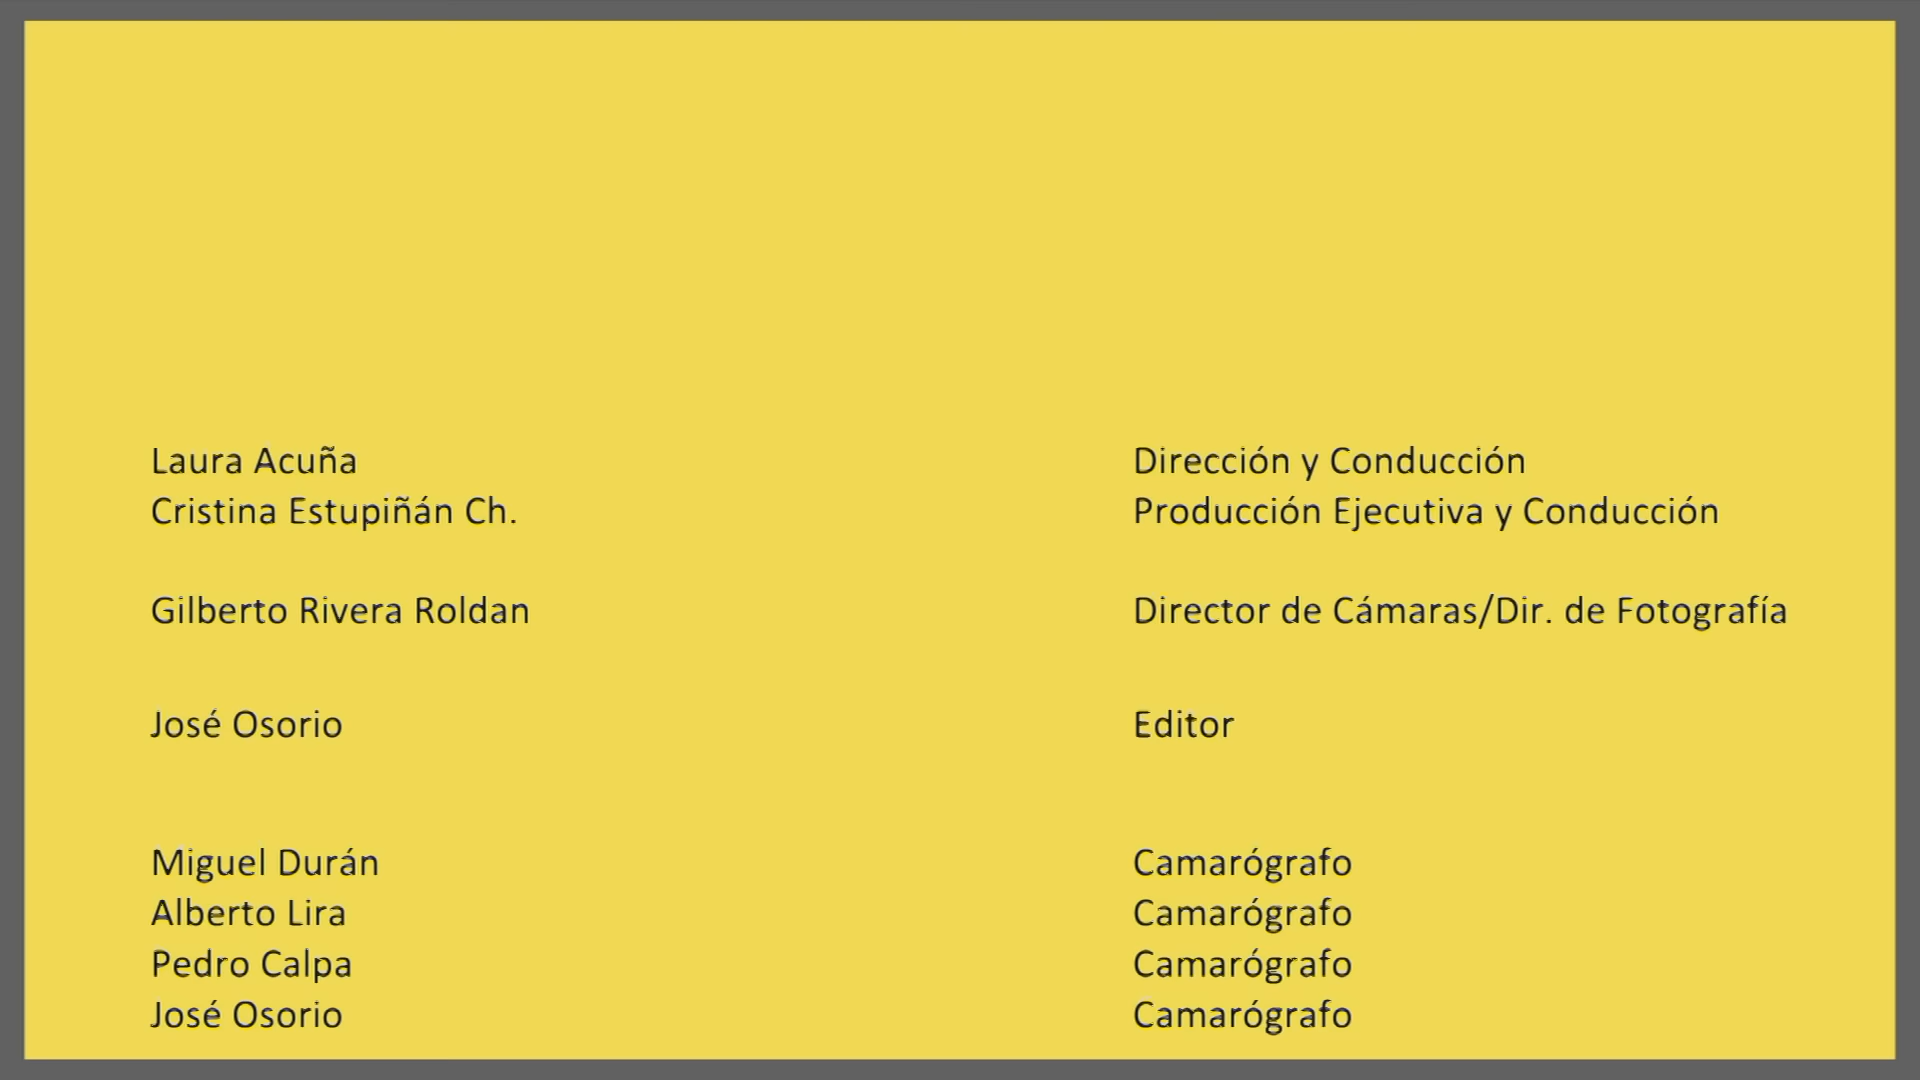 Laura Acuña Dirección y Conducción
Cristina Estupiñán Ch. Producción Ejecutiva y Conducción
Gilberto Rivera Roldan Director de Cámaras/Dir. de Fotografía
José Osorio Editor
Miguel Durán Camarógrafo
Alberto Lira Camarógrafo
Pedro Calpa Camarógrafo
José Osorio Camarógrafo